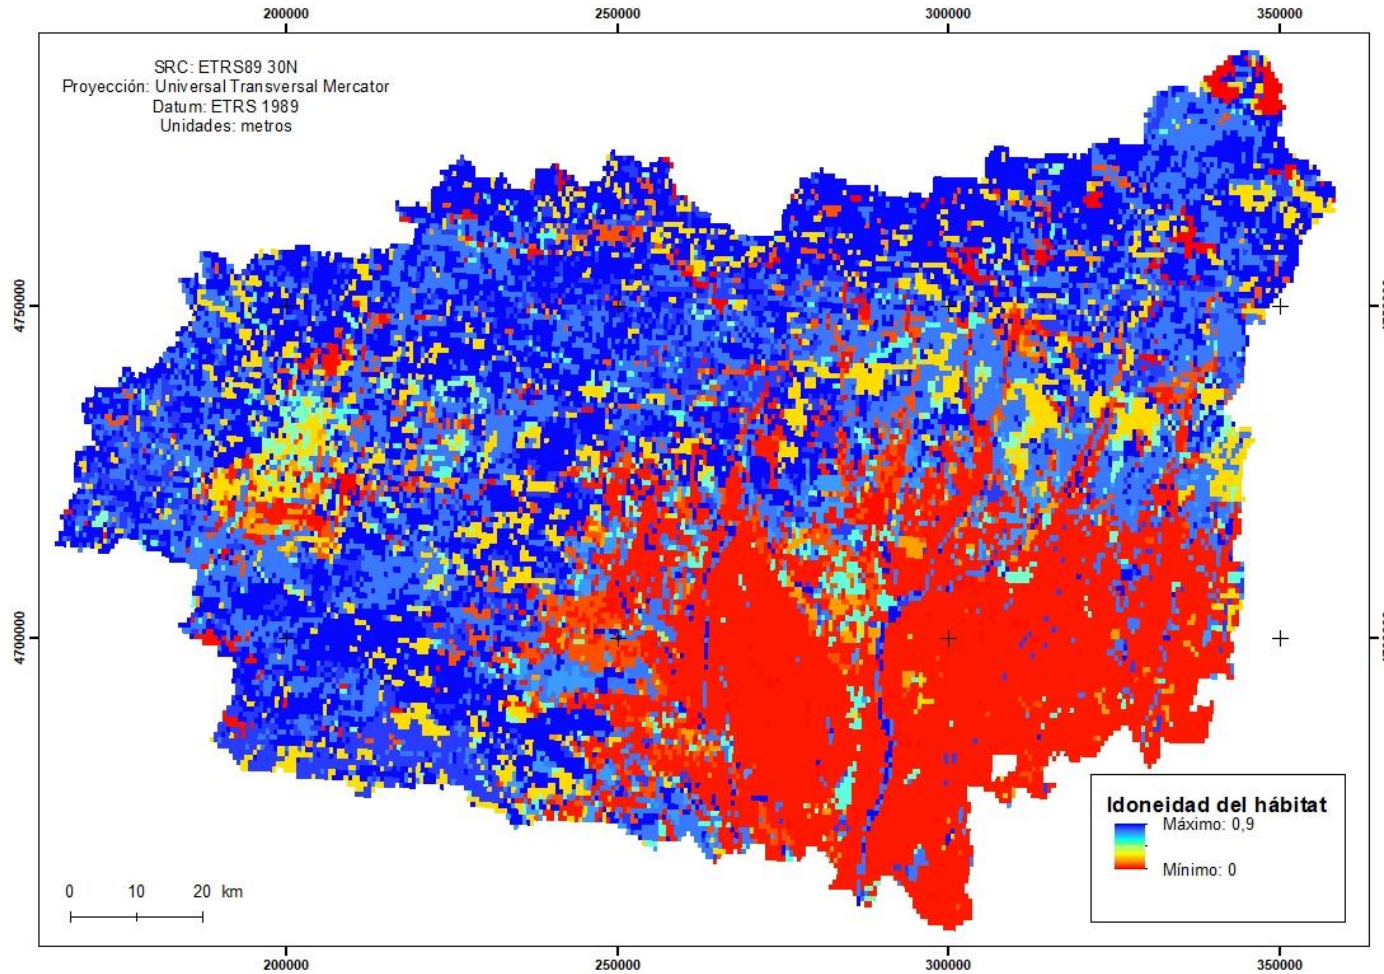 200000 250000 300000 350000
SRC: ETRS89 30N
Proyección: Universal Transversal Mercator
Datum: ETRS 1989
Unidades: metros
4750000
4700000
Idoneidad del hábitat
Máximo: 0,9
Mínimo: 0
0 10 20 km
200000 250000 300000 350000